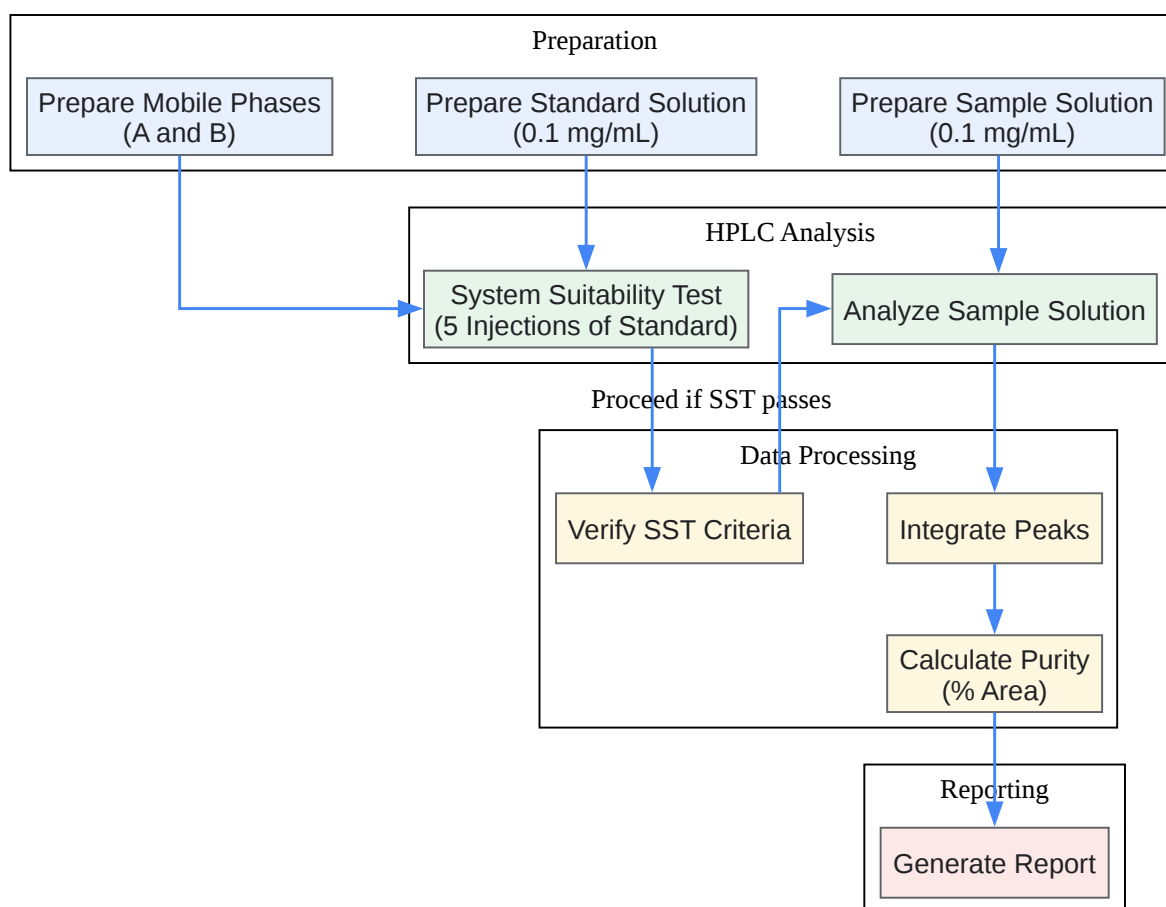 Preparation
Prepare Mobile Phases
(A and B)
Prepare Standard Solution
(0.1 mg/mL)
Prepare Sample Solution
(0.1 mg/mL)
HPLC Analysis
System Suitability Test
(5 Injections of Standard)
Analyze Sample Solution
Proceed if SST passes
Data Processing
Verify SST Criteria
Integrate Peaks
Calculate Purity
(% Area)
Reporting
Generate Report